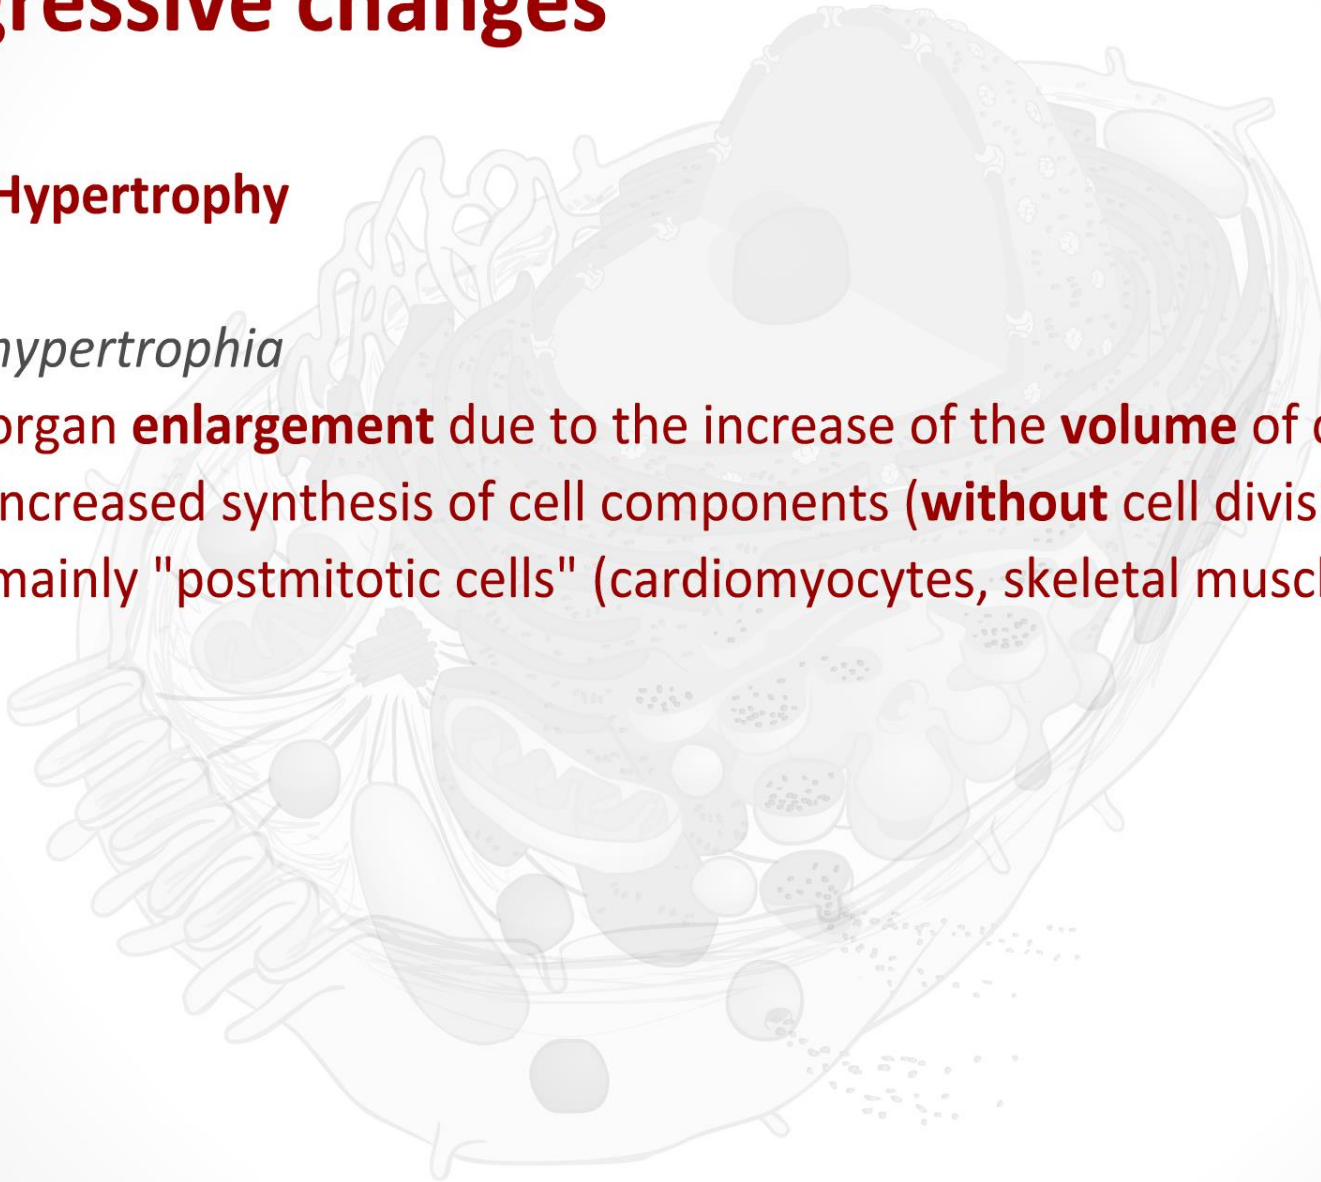 gressive changes
Hypertrophy
hypertrophia
organ enlargement due to the increase of the volume of
increased synthesis of cell components (without cell divis
mainly "postmitotic cells" (cardiomyocytes, skeletal muscl